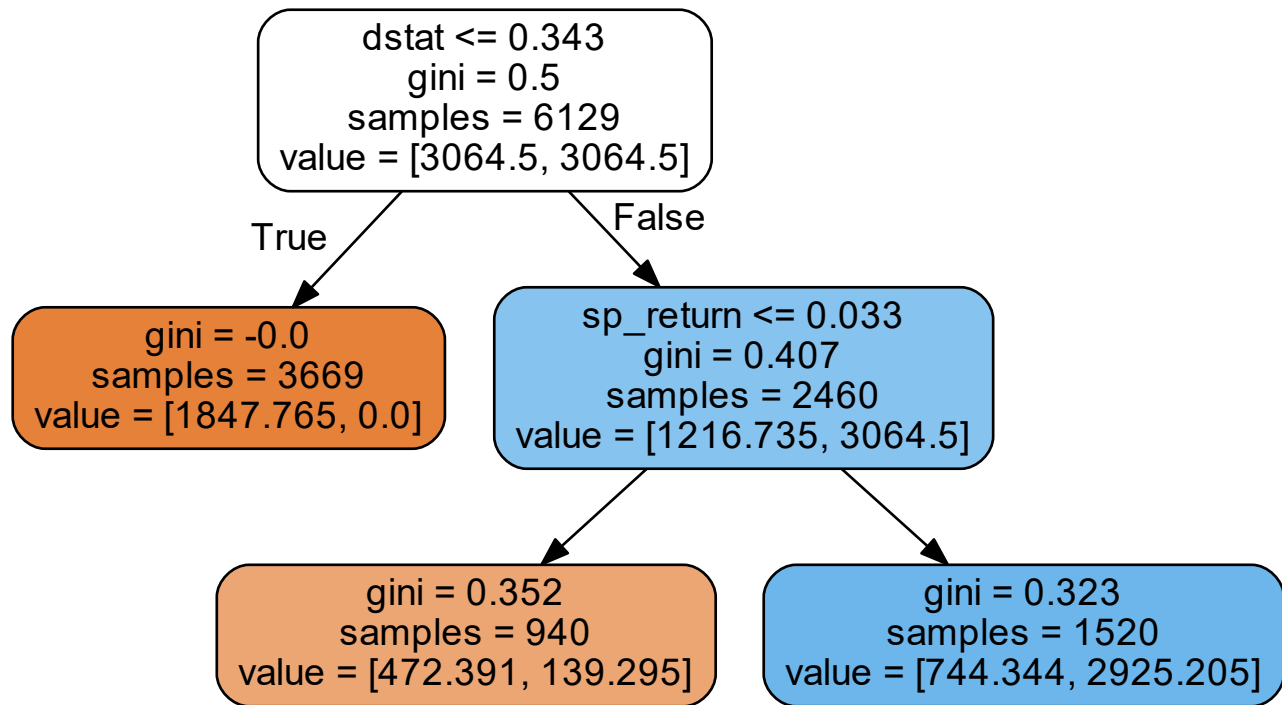 dstat <= 0.343
gini = 0.5
samples = 6129
value = [3064.5, 3064.5]
True
False
gini = -0.0
samples = 3669
value = [1847.765, 0.0]
sp_return <= 0.033
gini = 0.407
samples = 2460
value = [1216.735, 3064.5]
gini = 0.352
samples = 940
value = [472.391, 139.295]
gini = 0.323
samples = 1520
value = [744.344, 2925.205]